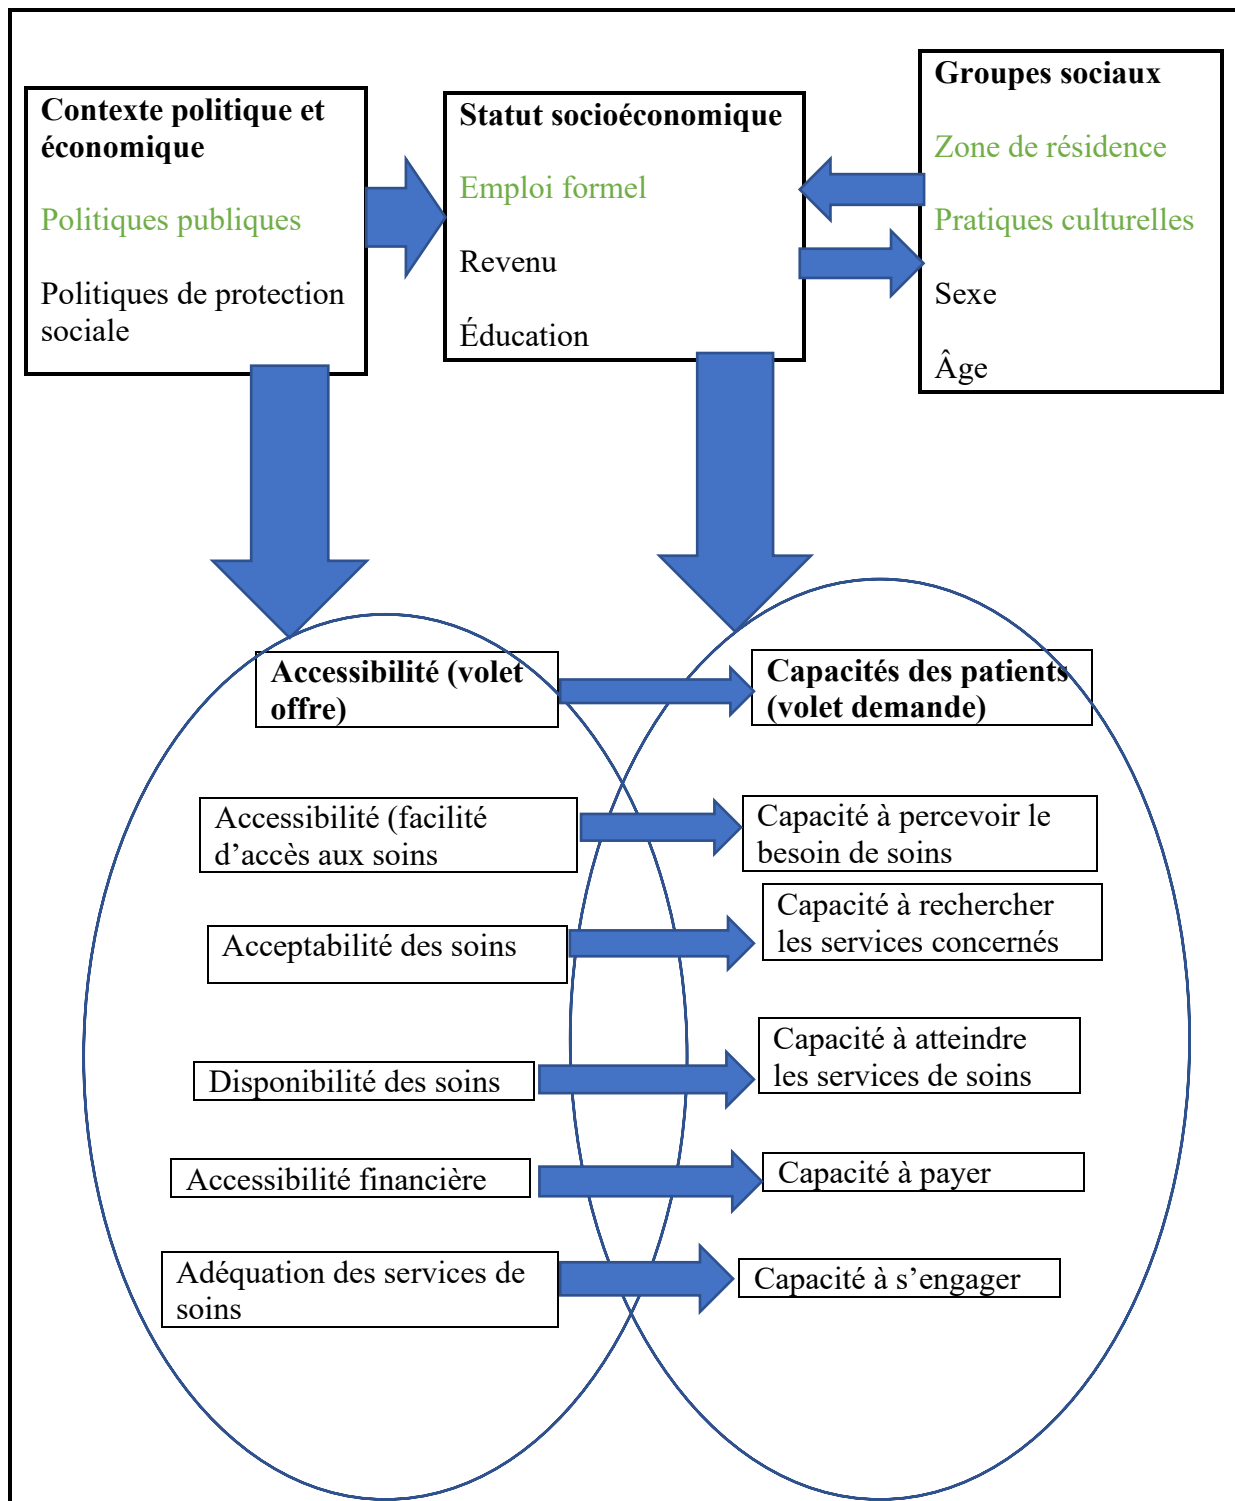 Contexte politique et
économique
Politiques publiques
Politiques de protection
sociale
Statut socioéconomique
Emploi formel
Revenu
Éducation
Groupes sociaux
Zone de résidence
Pratiques culturelles
Sexe
Âge
Accessibilité (volet
offre)
Capacités des patients
(volet demande)
Accessibilité (facilité
d’accès aux soins
Capacité à percevoir le
besoin de soins
Acceptabilité des soins
Capacité à rechercher
les services concernés
Disponibilité des soins
Capacité à atteindre
les services de soins
Accessibilité financière
Capacité à payer
Adéquation des services de
soins
Capacité à s’engager